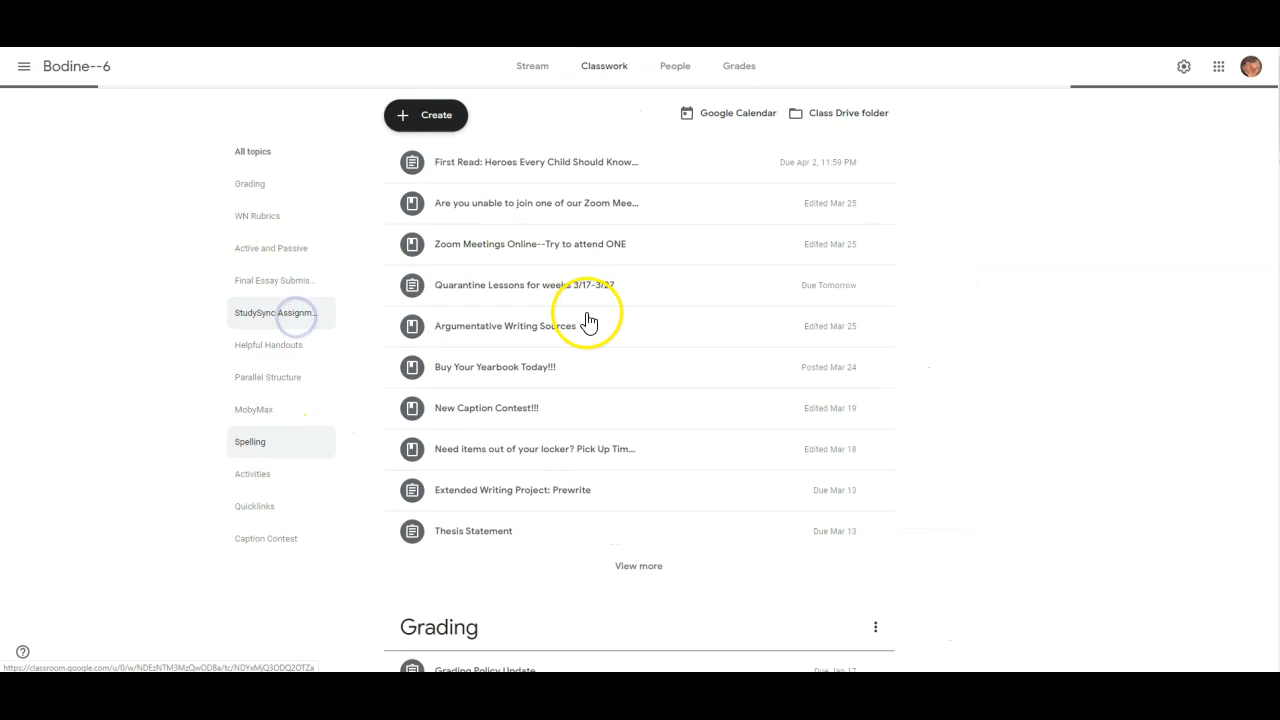 Bodine--6
Stream
Classwork
People
Grades
Create
Google Calendar
Class Drive folder
All topics
Grading
WN Rubrics
Active and Passive
Final Essay Submis...
StudySync Assignm...
Helpful Handouts
Parallel Structure
MobyMax
Spelling
Activities
Quicklinks
Caption Contest
First Read: Heroes Every Child Should Know... Due Apr 2, 11:59 PM
Are you unable to join one of our Zoom Mee... Edited Mar 25
Zoom Meetings Online--Try to attend ONE Edited Mar 25
Quarantine Lessons for weeks 3/17-3/27 Due Tomorrow
Argumentative Writing Sources Edited Mar 25
Buy Your Yearbook Today!!! Posted Mar 24
New Caption Contest!!! Edited Mar 19
Need items out of your locker? Pick Up Tim... Edited Mar 18
Extended Writing Project: Prewrite Due Mar 13
Thesis Statement Due Mar 13
View more
Grading
Grading Policy Update Due Jan 17